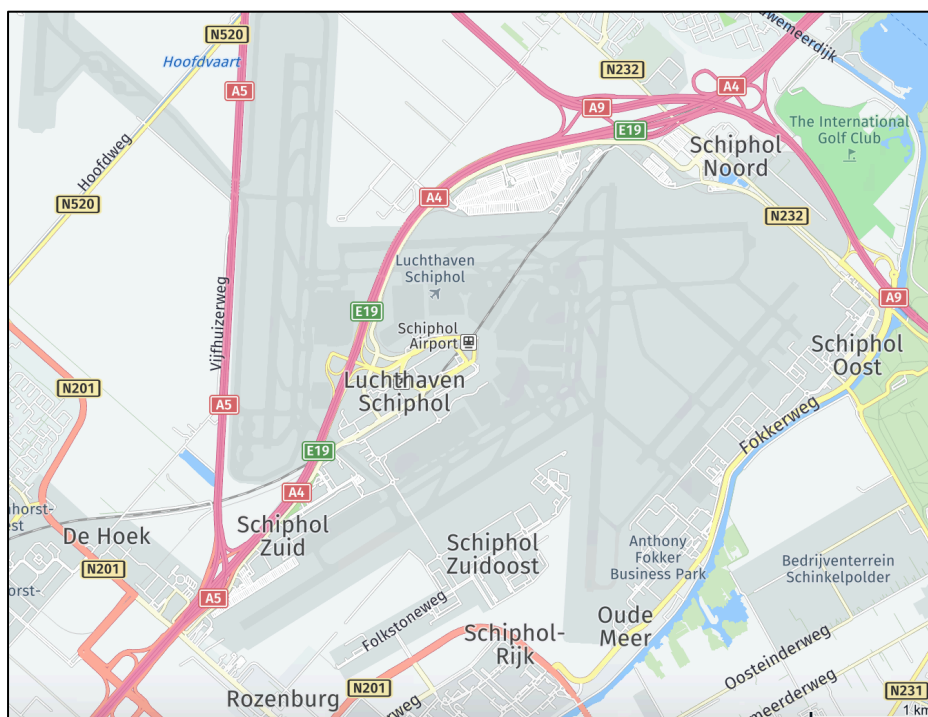 N520
Hoofdvaart
A5
Hoofdweg
N520
Vijfhuizerweg
N201
A5
De Hoek
N201
A5
N232
A9
A4
E19
Schiphol
Noord
The International
Golf Club
N232
A4
Luchthaven
Schiphol
E19
Schiphol
Airport
Luchthaven
Schiphol
A9
Schiphol
Oost
Fokkerweg
E19
A4
Schiphol
Zuid
Schiphol
Zuidoost
Anthony
Fokker
Business Park
Bedrijventerrein
Schinkelpolder
Oude
Meer
Folkstoneweg
Schiphol-
Rijk
Oosteinderweg
Rozenburg
N201
N231
1 km